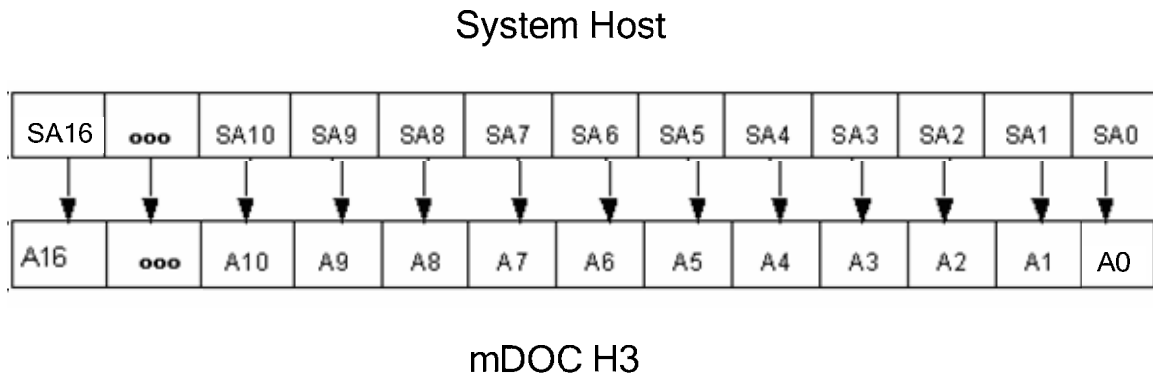 System Host
SA16 ooo SA10 SA9 SA8 SA7 SA6 SA5 SA4 SA3 SA2 SA1 SA0
A16 ooo A10 A9 A8 A7 A6 A5 A4 A3 A2 A1 A0
mDOC H3